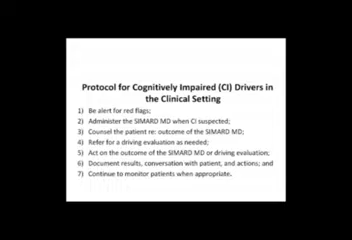 Protocol for Cognitively Impaired (CI) Drivers in
the Clinical Setting
1) Be alert for red flags;
2) Administer the SIMARD MD when CI suspected;
3) Counsel the patient re: outcome of the SIMARD MD;
4) Refer for a driving evaluation as needed;
5) Act on the outcome of the SIMARD MD or driving evaluation;
6) Document results, conversation with patient, and actions; and
7) Continue to monitor patients when appropriate.